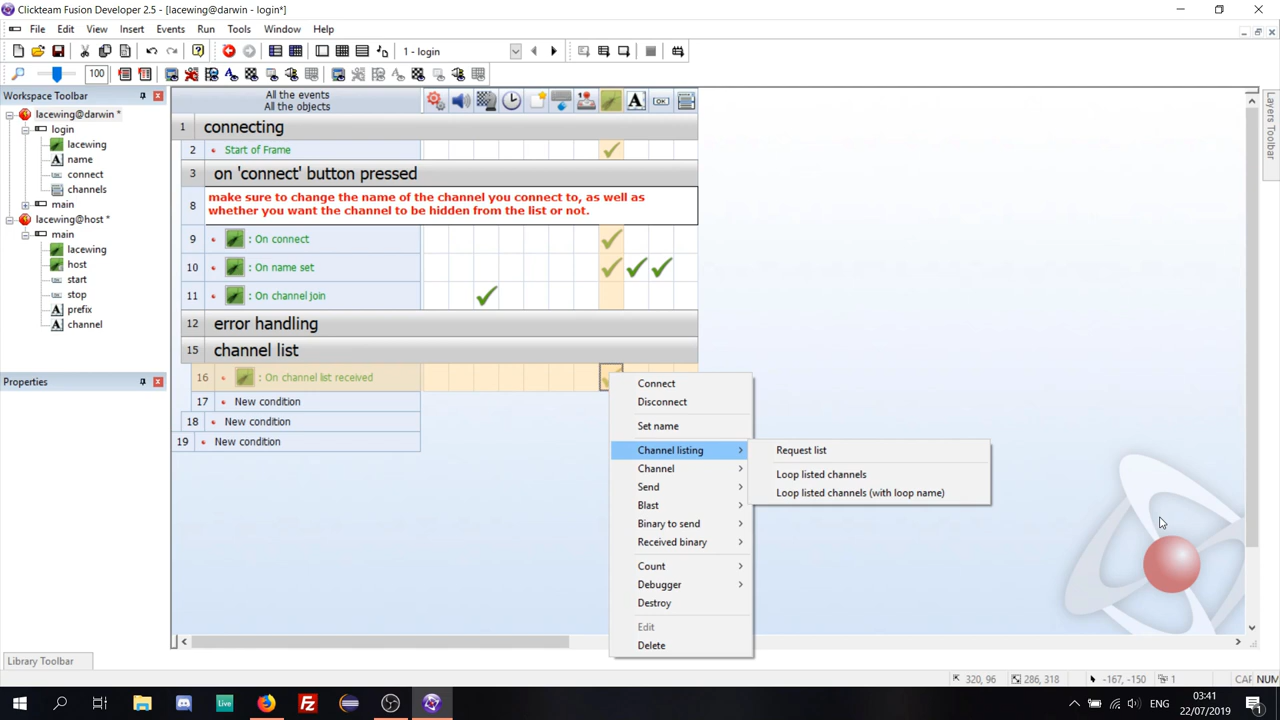 Clickteam Fusion Developer 2.5 - [lacewing@darwin - login*]
File Edit View Insert Events Run Tools Window Help
1 - login
100
Workspace Toolbar
lacewing@darwin *
login
lacewing
name
connect
channels
main
lacewing@host *
main
lacewing
host
start
stop
prefix
channel
Properties
Library Toolbar
All the events
All the objects
1 connecting
2 Start of Frame
3 on 'connect' button pressed
8 make sure to change the name of the channel you connect to, as well as
whether you want the channel to be hidden from the list or not.
9 : On connect
10 : On name set
11 : On channel join
12 error handling
15 channel list
16 : On channel list received
17 New condition
18 New condition
19 New condition
Connect
Disconnect
Set name
Channel listing
Channel
Send
Blast
Binary to send
Received binary
Count
Debugger
Destroy
Edit
Delete
Request list
Loop listed channels
Loop listed channels (with loop name)
Layers Toolbar
320, 96 286, 318 -167, -150 1 CAP NUM
Live
ENG
03:41
22/07/2019
1